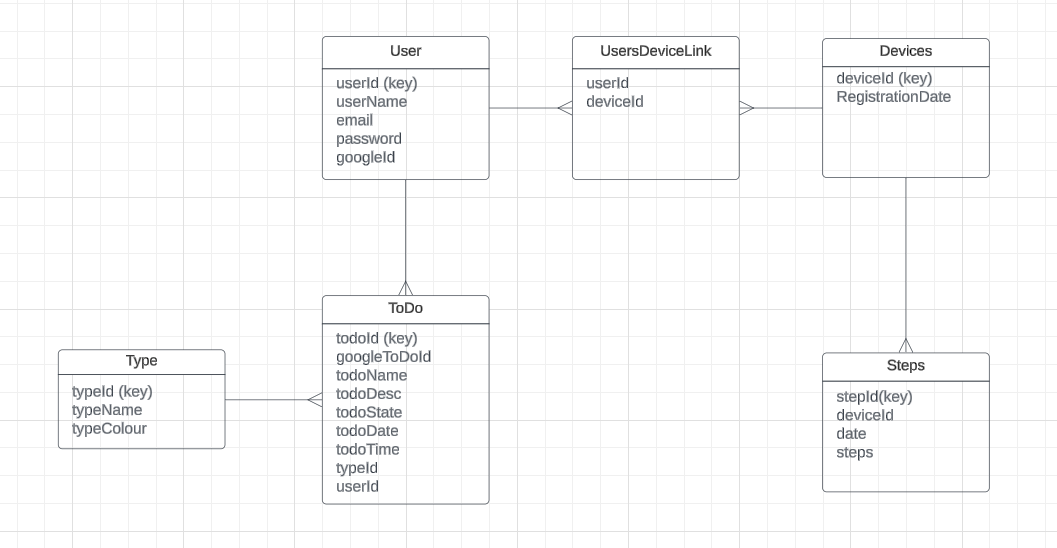 User
userId (key)
userName
email
password
googleId
UsersDeviceLink
userId
deviceId
Devices
deviceId (key)
RegistrationDate
Type
typeId (key)
typeName
typeColour
ToDo
todoId (key)
googleToDoId
todoName
todoDesc
todoState
todoDate
todoTime
typeId
userId
Steps
stepId(key)
deviceId
date
steps